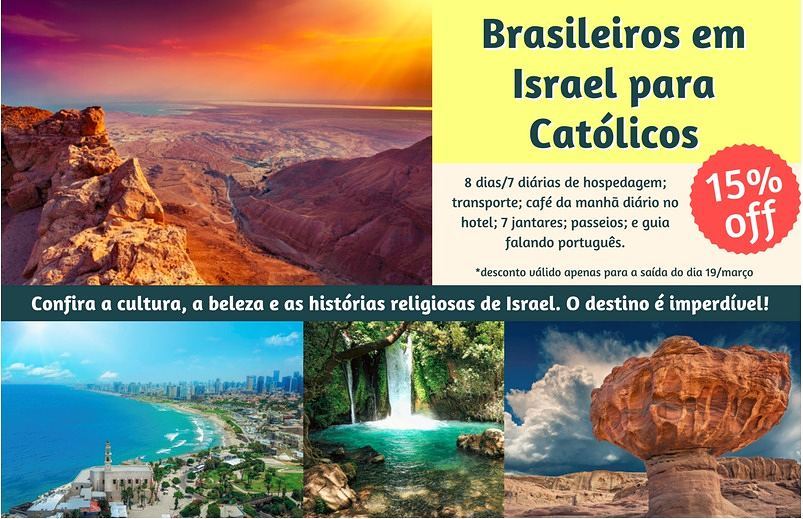 Brasileiros em
Israel para
Católicos
8 dias/7 diárias de hospedagem;
transporte; café da manhã diário no
hotel; 7 jantares; passeios; e guia
falando português.
15%
off
*desconto válido apenas para a saída do dia 19/março
Confira a cultura, a beleza e as histórias religiosas de Israel. O destino é imperdível!